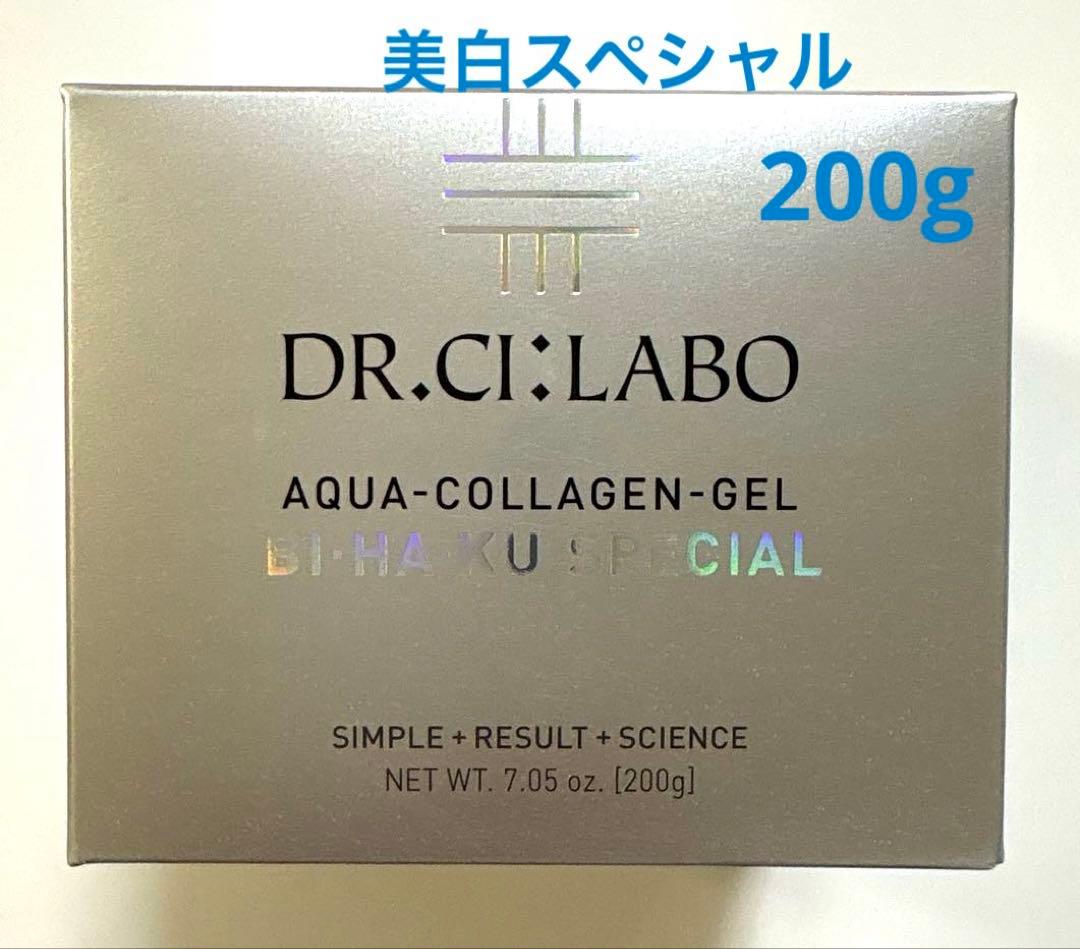 美白スペシャル
200g
DR.CI:LABO
AQUA-COLLAGEN-GEL
BI·HA·KU SPECIAL
SIMPLE + RESULT + SCIENCE
NET WT. 7.05 oz. [200g]